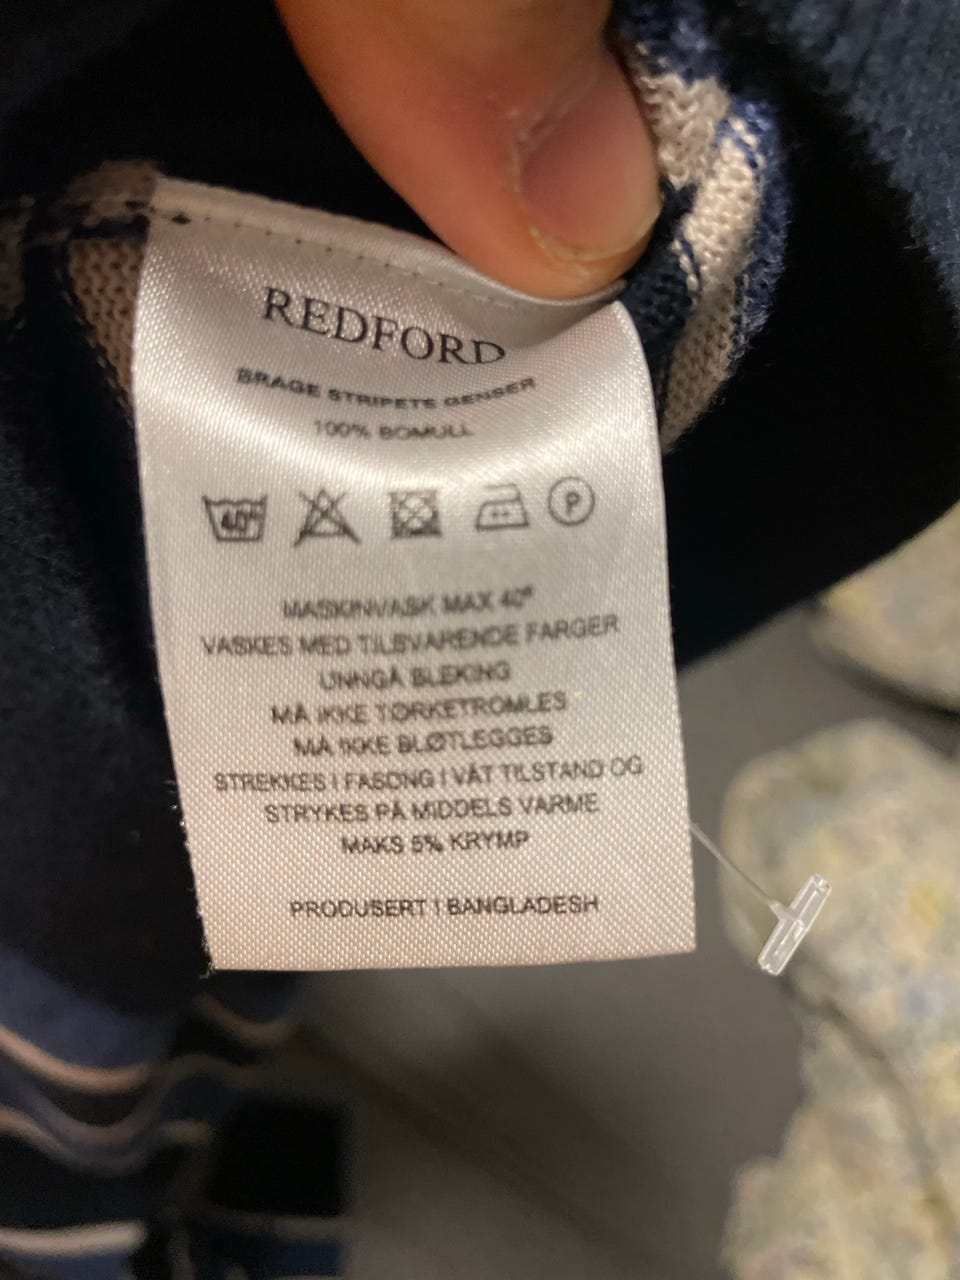 REDFORD
BRAGE STRIPETE GENSER
100% BOMULL
40° P
MASKINVASK MAX 40°
VASKES MED TILSVARENDE FARGER
UNNGÅ BLEKING
MÅ IKKE TØRKETROMLES
MÅ IKKE BLØTLEGGES
STREKKES I FASONG I VÅT TILSTAND OG
STRYKES PÅ MIDDELS VARME
MAKS 5% KRYMP
PRODUSERT I BANGLADESH